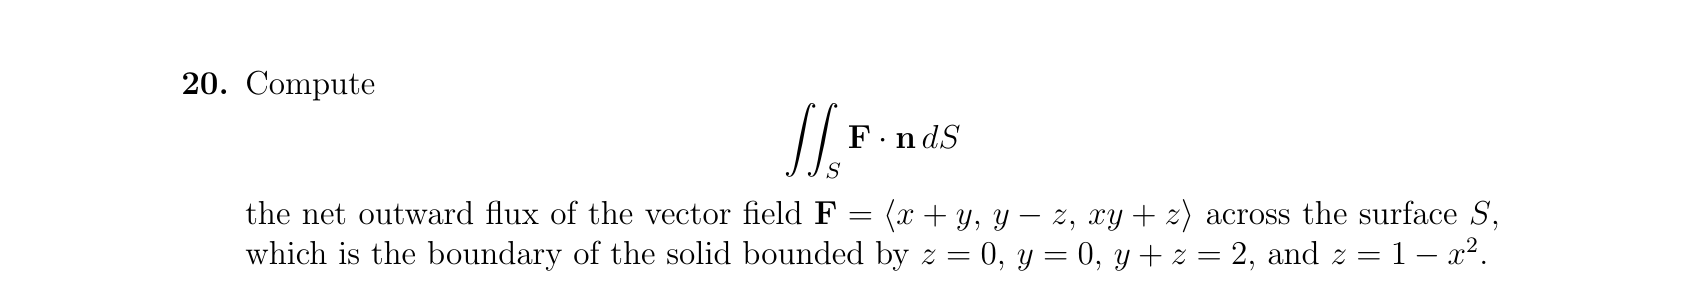 20. Compute
∬_S F · n dS
the net outward flux of the vector field F = ⟨x + y, y − z, xy + z⟩ across the surface S,
which is the boundary of the solid bounded by z = 0, y = 0, y + z = 2, and z = 1 − x².